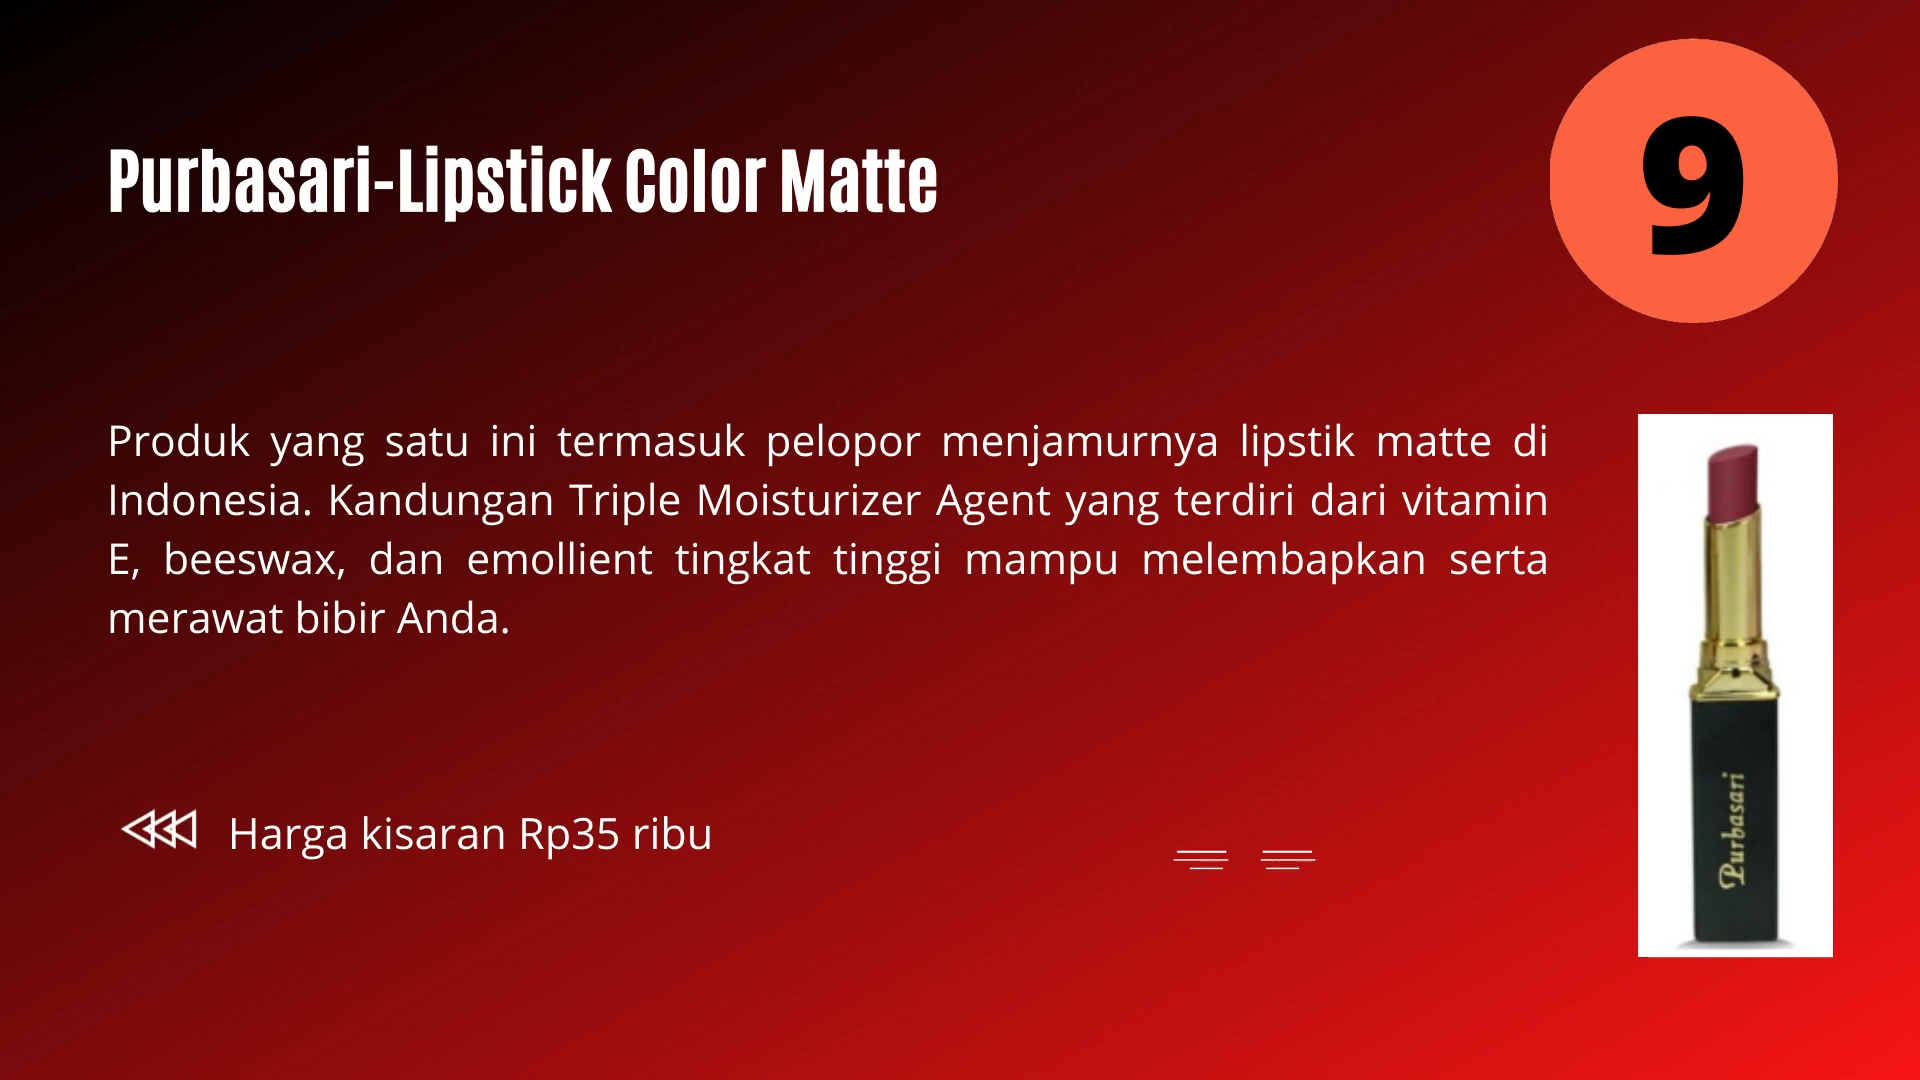 Purbasari-Lipstick Color Matte
9
Produk yang satu ini termasuk pelopor menjamurnya lipstik matte di
Indonesia. Kandungan Triple Moisturizer Agent yang terdiri dari vitamin
E, beeswax, dan emollient tingkat tinggi mampu melembapkan serta
merawat bibir Anda.
Harga kisaran Rp35 ribu
Purbasari